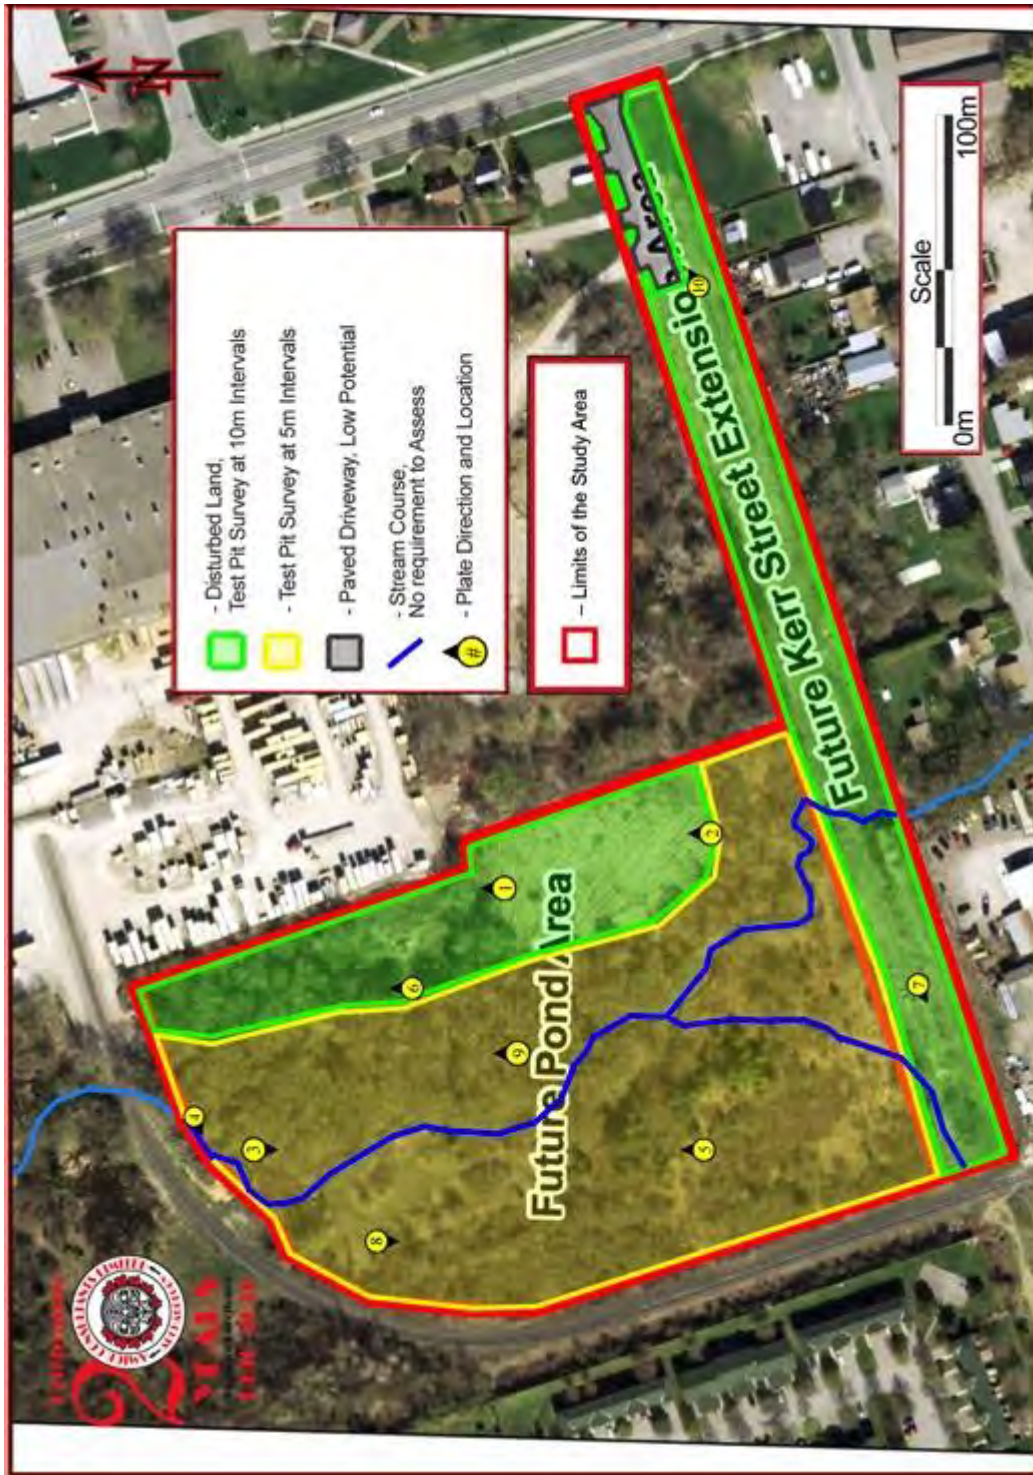 N
- Disturbed Land,
Test Pit Survey at 10m Intervals
- Test Pit Survey at 5m Intervals
- Paved Driveway, Low Potential
- Stream Course,
No requirement to Assess
#
- Plate Direction and Location
– Limits of the Study Area
Scale
0m
100m
Future Pond Area
Future Kerr Street Extension
Area
1
2
3
4
5
6
7
8
9
10